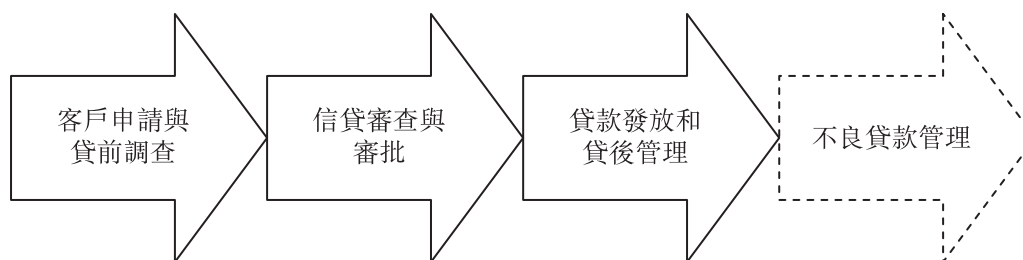 客戶申請與
貸前調查
信貸審查與
審批
貸款發放和
貸後管理
不良貸款管理